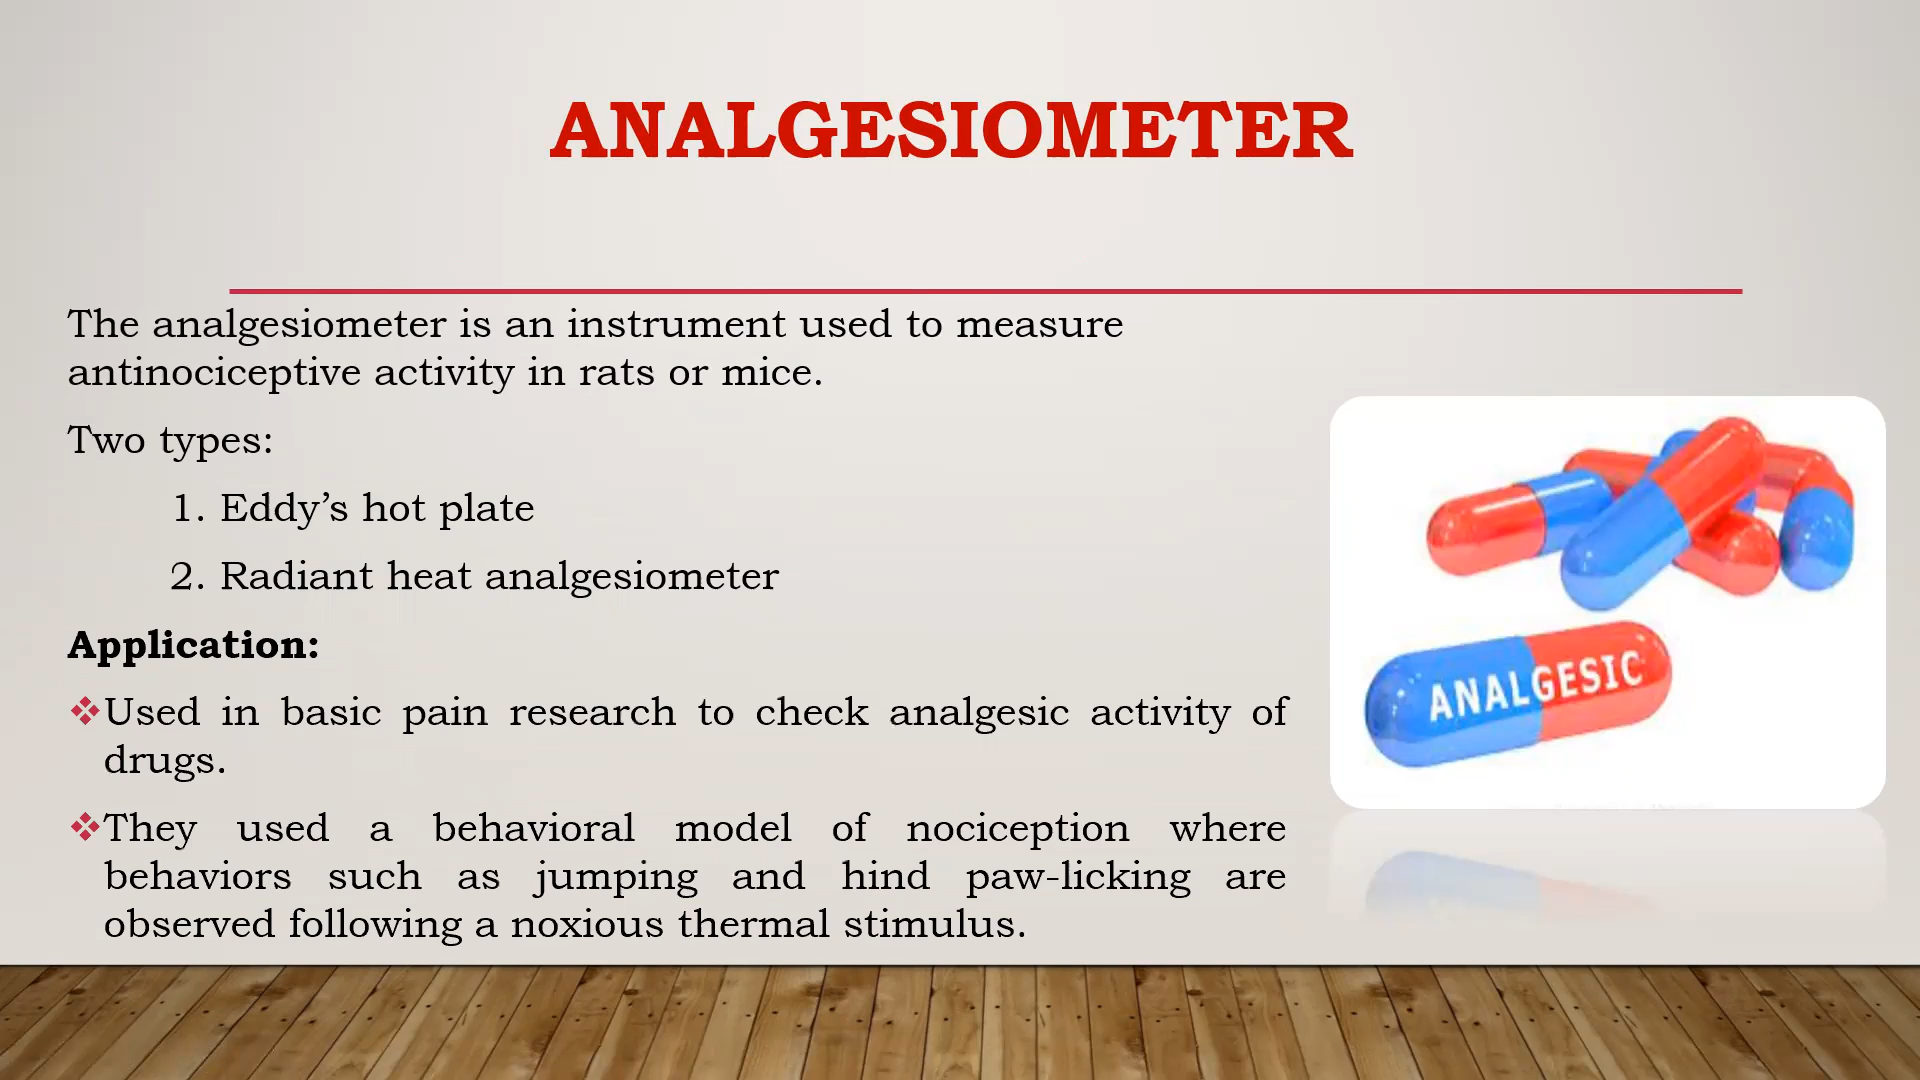 ANALGESIOMETER
The analgesiometer is an instrument used to measure
antinociceptive activity in rats or mice.
Two types:
1. Eddy’s hot plate
2. Radiant heat analgesiometer
Application:
❖Used in basic pain research to check analgesic activity of
drugs.
❖They used a behavioral model of nociception where
behaviors such as jumping and hind paw-licking are
observed following a noxious thermal stimulus.
ANALGESIC